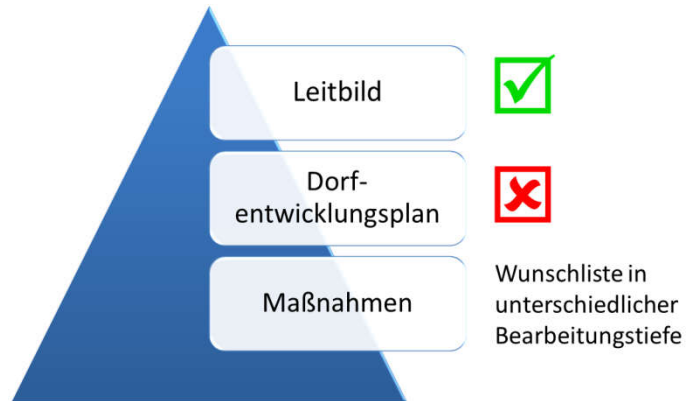 Leitbild
Dorf-
entwicklungsplan
Maßnahmen
Wunschliste in
unterschiedlicher
Bearbeitungstiefe